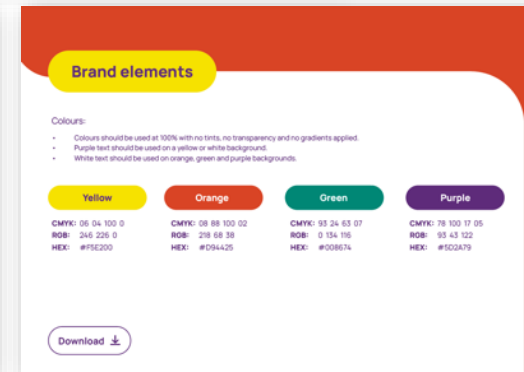 Brand elements
Colours:
- Colours should be used at 100% with no tints, no transparency and no gradients applied.
- Purple text should be used on a yellow or white background.
- White text should be used on orange, green and purple backgrounds.
Yellow Orange Green Purple
CMYK: 06 04 100 0 CMYK: 08 88 100 02 CMYK: 93 24 63 07 CMYK: 78 100 17 05
RGB: 246 226 0 RGB: 218 68 38 RGB: 0 134 116 RGB: 93 43 122
HEX: #F5E200 HEX: #D94425 HEX: #008674 HEX: #5D2A79
Download